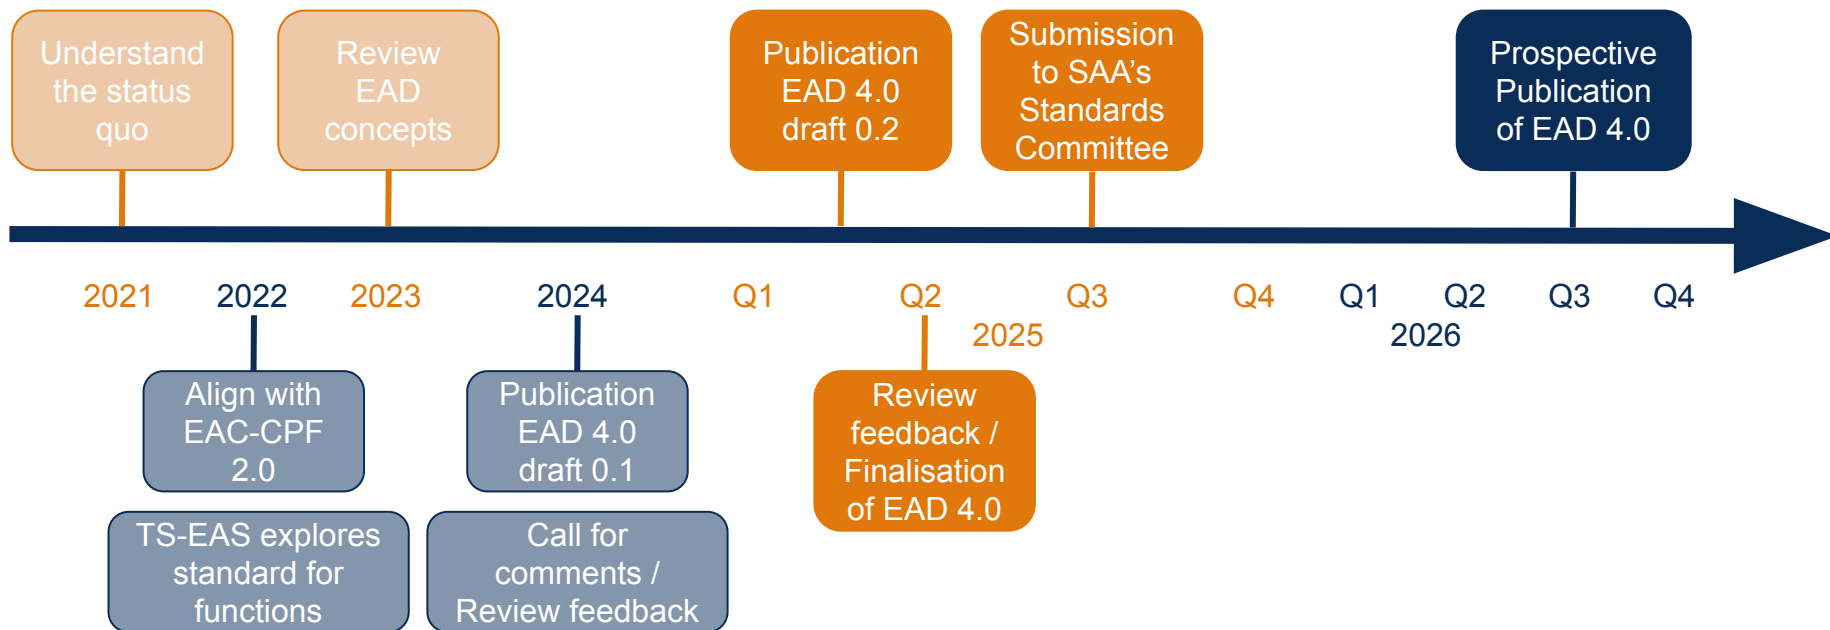 Understand
the status
quo
Review
EAD
concepts
Publication
EAD 4.0
draft 0.2
Submission
to SAA's
Standards
Committee
Prospective
Publication
of EAD 4.0
2021
2022
2023
2024
Q1
Q2
Q3
Q4
Q1
Q2
Q3
Q4
2025
2026
Align with
EAC-CPF
2.0
Publication
EAD 4.0
draft 0.1
Review
feedback /
Finalisation
of EAD 4.0
TS-EAS explores
standard for
functions
Call for
comments /
Review feedback